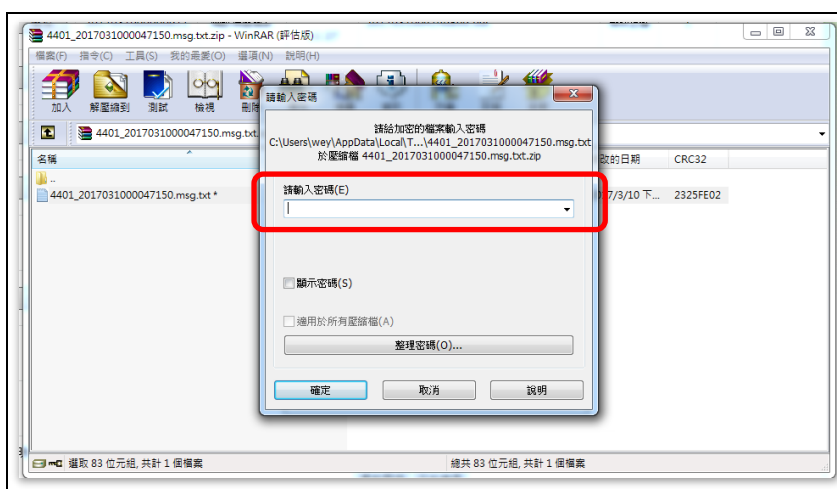 4401_2017031000047150.msg.txt.zip - WinRAR (評估版)
檔案(F) 指令(C) 工具(S) 我的最愛(O) 選項(N) 說明(H)
加入 解壓縮到 測試 檢視 刪除
4401_2017031000047150.msg.txt.
名稱 改的日期 CRC32
..
4401_2017031000047150.msg.txt * 7/3/10 下... 2325FE02
請輸入密碼
請給加密的檔案輸入密碼
C:\Users\wey\AppData\Local\T...\4401_2017031000047150.msg.txt
於壓縮檔 4401_2017031000047150.msg.txt.zip
請輸入密碼(E)
顯示密碼(S)
適用於所有壓縮檔(A)
整理密碼(O)...
確定 取消 說明
選取 83 位元組, 共計 1 個檔案 總共 83 位元組, 共計 1 個檔案